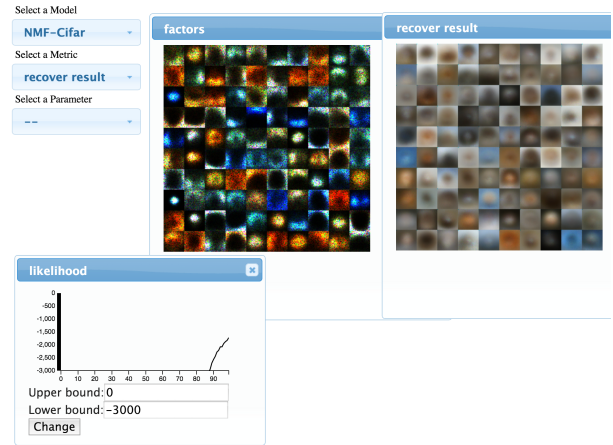 Select a Model
NMF-Cifar
Select a Metric
recover result
Select a Parameter
--
factors
recover result
likelihood
0
-500
-1,000
-1,500
-2,000
-2,500
-3,000
0 10 20 30 40 50 60 70 80 90
Upper bound: 0
Lower bound: -3000
Change